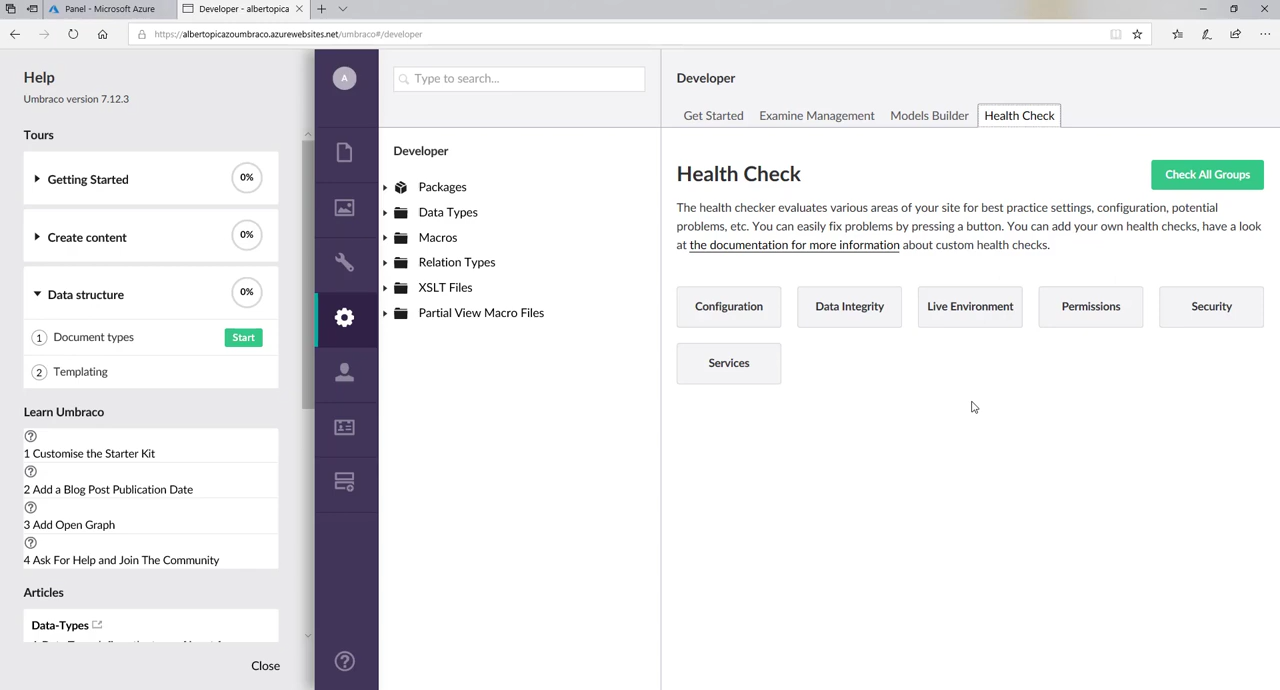 Panel - Microsoft Azure
Developer - albertopica
https://albertopicazoumbraco.azurewebsites.net/umbraco#/developer
Help
Umbraco version 7.12.3
Tours
Getting Started
0%
Create content
0%
Data structure
0%
1 Document types
Start
2 Templating
Learn Umbraco
1 Customise the Starter Kit
2 Add a Blog Post Publication Date
3 Add Open Graph
4 Ask For Help and Join The Community
Articles
Data-Types
Close
A
Type to search...
Developer
Packages
Data Types
Macros
Relation Types
XSLT Files
Partial View Macro Files
Developer
Get Started Examine Management Models Builder Health Check
Health Check
Check All Groups
The health checker evaluates various areas of your site for best practice settings, configuration, potential
problems, etc. You can easily fix problems by pressing a button. You can add your own health checks, have a look
at the documentation for more information about custom health checks.
Configuration Data Integrity Live Environment Permissions Security
Services